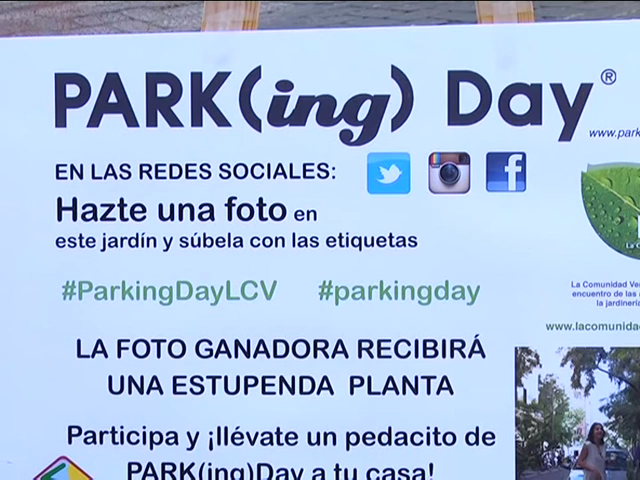 PARK(ing) Day®
www.park
EN LAS REDES SOCIALES:
Hazte una foto en
este jardín y súbela con las etiquetas
#ParkingDayLCV #parkingday
La Comunidad Ve
encuentro de las
la jardinería
www.lacomunida
LA FOTO GANADORA RECIBIRÁ
UNA ESTUPENDA PLANTA
Participa y ¡llévate un pedacito de
PARK(ing)Day a tu casa!